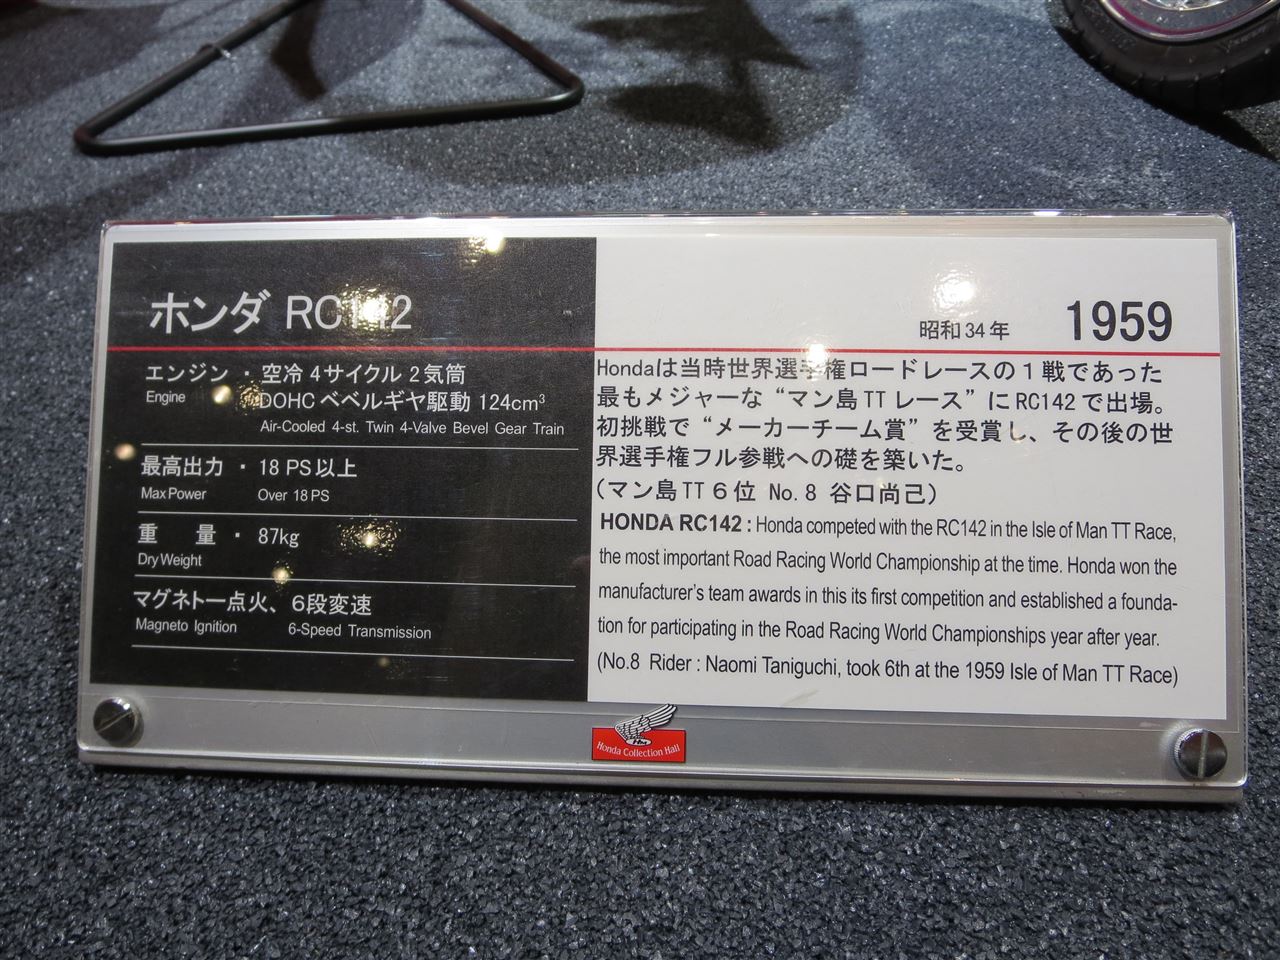 ホンダ RC142
エンジン・空冷 4サイクル 2気筒
Engine
DOHC ベベルギヤ駆動 124cm³
Air-Cooled 4-st. Twin 4-Valve Bevel Gear Train
最高出力・18 PS以上
Max Power Over 18 PS
重 量・87kg
Dry Weight
マグネト一点火、6段変速
Magneto Ignition 6-Speed Transmission
昭和34年 1959
Hondaは当時世界選手権ロードレースの1戦であった
最もメジャーな“マン島TTレース”にRC142で出場。
初挑戦で“メーカーチーム賞”を受賞し、その後の世
界選手権フル参戦への礎を築いた。
(マン島TT 6位 No. 8 谷口尚己)
HONDA RC142 : Honda competed with the RC142 in the Isle of Man TT Race,
the most important Road Racing World Championship at the time. Honda won the
manufacturer's team awards in this its first competition and established a founda-
tion for participating in the Road Racing World Championships year after year.
(No.8 Rider : Naomi Taniguchi, took 6th at the 1959 Isle of Man TT Race)
Honda Collection Hall